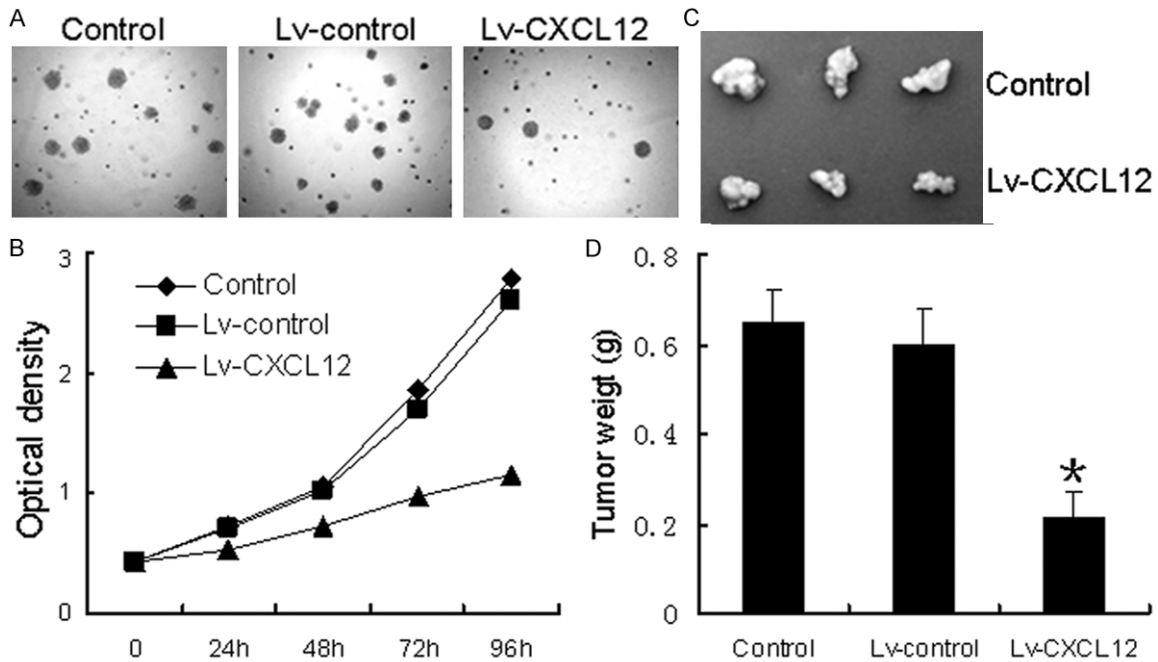 A
Control
Lv-control
Lv-CXCL12
C
Control
Lv-CXCL12
B
Optical density
3
2
1
0
Control
Lv-control
Lv-CXCL12
0 24h 48h 72h 96h
D
Tumor weigt (g)
0.8
0.6
0.4
0.2
0
*
Control Lv-control Lv-CXCL12